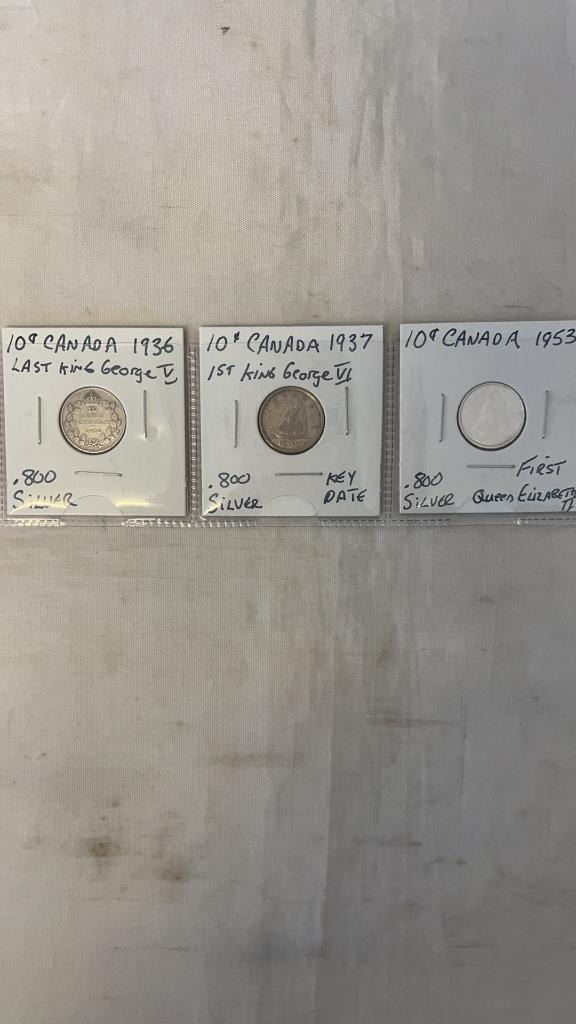 10¢ CANADA 1936
LAST KING George V
.800
SILVER
10¢ CANADA 1937
1ST KING George VI
.800
SILVER
KEY
DATE
10¢ CANADA 1953
.800
SILVER
FIRST
Queen ELIZABETH
II